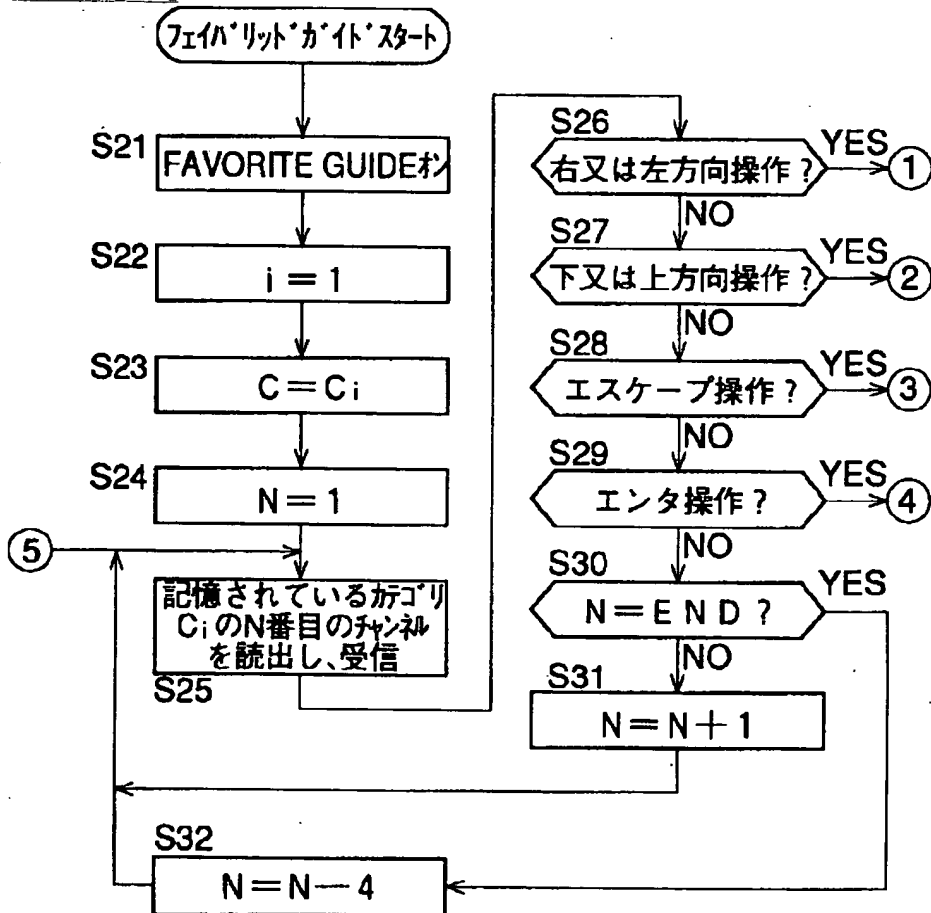 フェイバリットガイドスタート
S21
FAVORITE GUIDEオン
S22
i＝1
S23
C＝Ci
S24
N＝1
⑤
記憶されているカテゴリ
CiのN番目のチャンネル
を読出し、受信
S25
S26
右又は左方向操作？
YES
①
NO
S27
下又は上方向操作？
YES
②
NO
S28
エスケープ操作？
YES
③
NO
S29
エンタ操作？
YES
④
NO
S30
N＝END？
YES
NO
S31
N＝N＋1
S32
N＝N－4